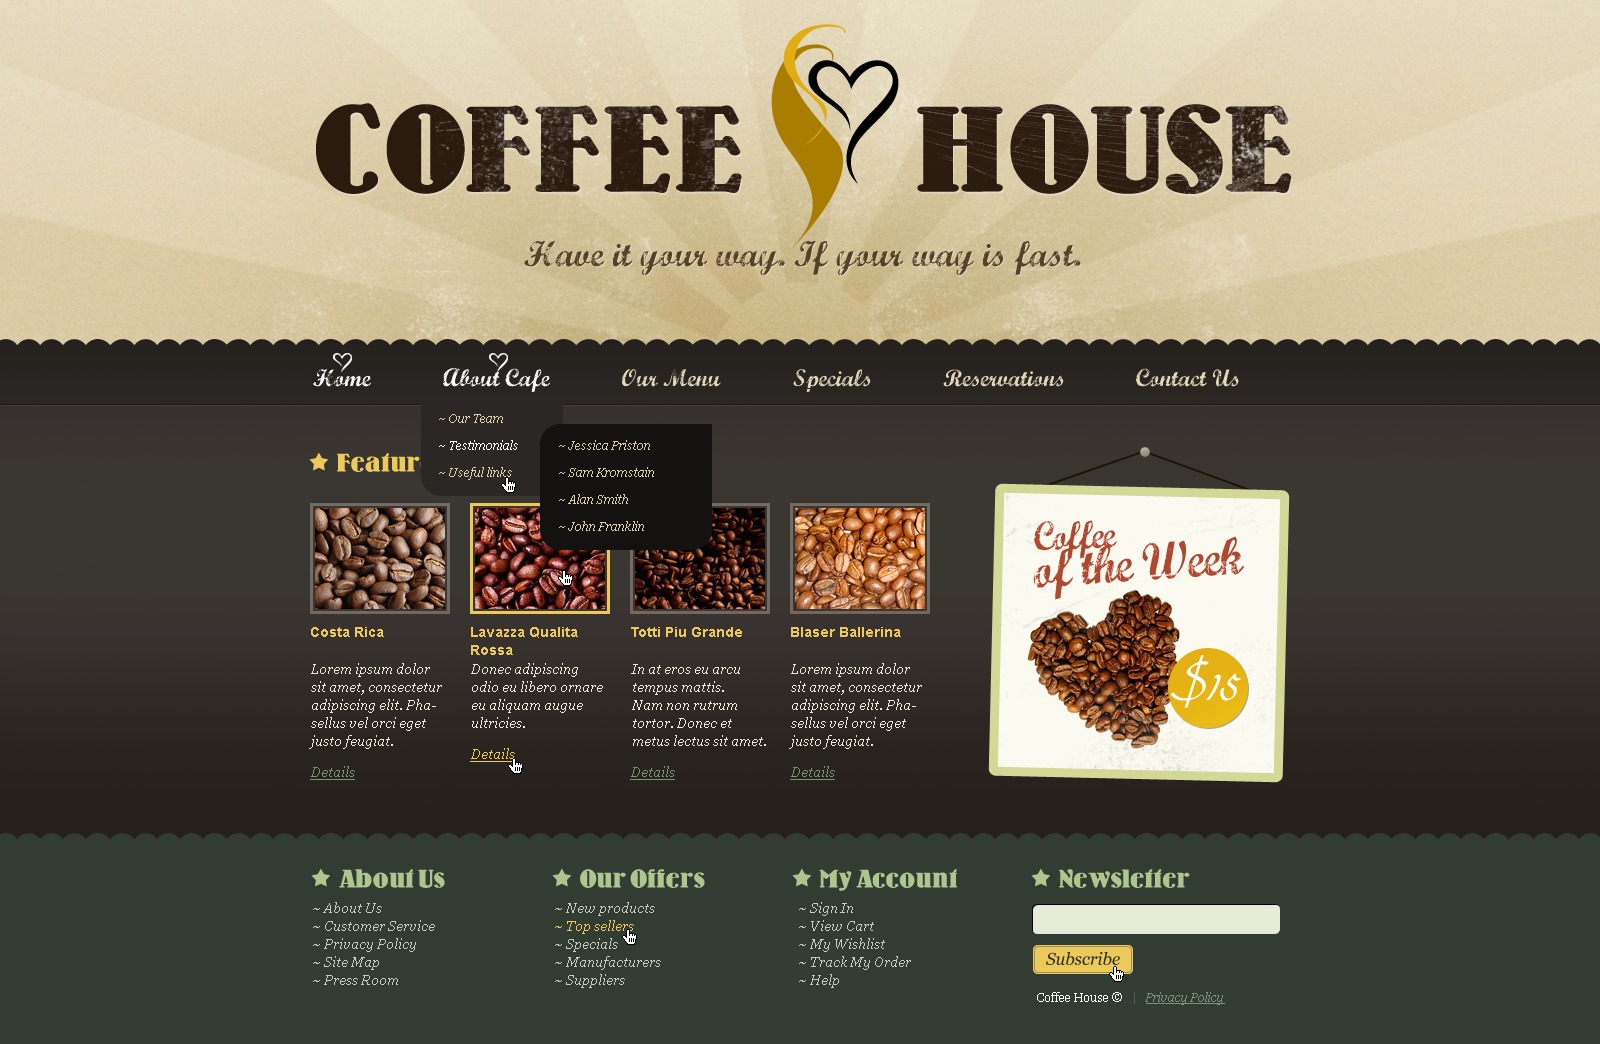 COFFEE HOUSE
Have it your way. If your way is fast.
Home
About Cafe
Our Menu
Specials
Reservations
Contact Us
~ Our Team
~ Testimonials
~ Useful links
~ Jessica Priston
~ Sam Kromstain
~ Alan Smith
~ John Franklin
Featur
Costa Rica
Lorem ipsum dolor
sit amet, consectetur
adipiscing elit. Pha-
sellus vel orci eget
justo feugiat.
Details
Lavazza Qualita
Rossa
Donec adipiscing
odio eu libero ornare
eu aliquam augue
ultricies.
Details
Totti Piu Grande
In at eros eu arcu
tempus mattis.
Nam non rutrum
tortor. Donec et
metus lectus sit amet.
Details
Blaser Ballerina
Lorem ipsum dolor
sit amet, consectetur
adipiscing elit. Pha-
sellus vel orci eget
justo feugiat.
Details
Coffee
of the Week
$15
About Us
~ About Us
~ Customer Service
~ Privacy Policy
~ Site Map
~ Press Room
Our Offers
~ New products
~ Top sellers
~ Specials
~ Manufacturers
~ Suppliers
My Account
~ Sign In
~ View Cart
~ My Wishlist
~ Track My Order
~ Help
Newsletter
Subscribe
Coffee House © | Privacy Policy